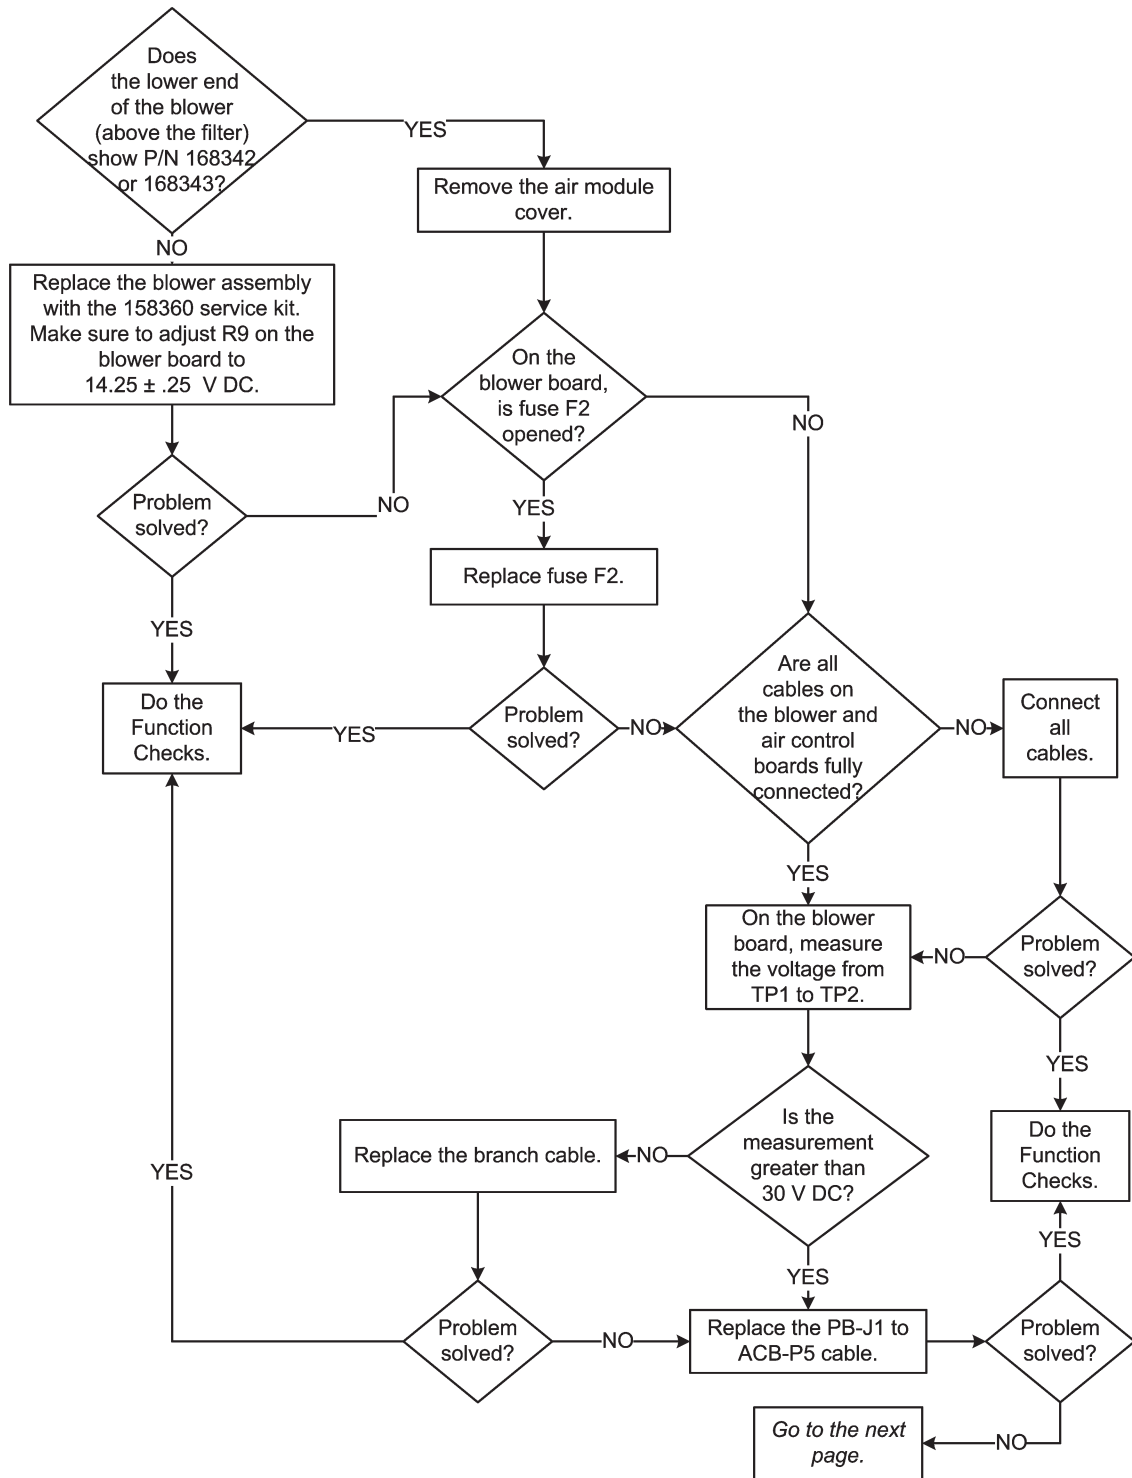 Does
the lower end
of the blower
(above the filter)
show P/N 168342
or 168343?
YES
Remove the air module
cover.
NO
Replace the blower assembly
with the 158360 service kit.
Make sure to adjust R9 on the
blower board to
14.25 ± .25 V DC.
On the
blower board,
is fuse F2
opened?
NO
Problem
solved?
NO
YES
Replace fuse F2.
YES
Do the
Function
Checks.
YES
Problem
solved?
NO
Are all
cables on
the blower and
air control
boards fully
connected?
NO
Connect
all
cables.
YES
On the blower
board, measure
the voltage from
TP1 to TP2.
NO
Problem
solved?
YES
Do the
Function
Checks.
Is the
measurement
greater than
30 V DC?
NO
Replace the branch cable.
YES
YES
YES
Problem
solved?
NO
Replace the PB-J1 to
ACB-P5 cable.
Problem
solved?
NO
Go to the next
page.